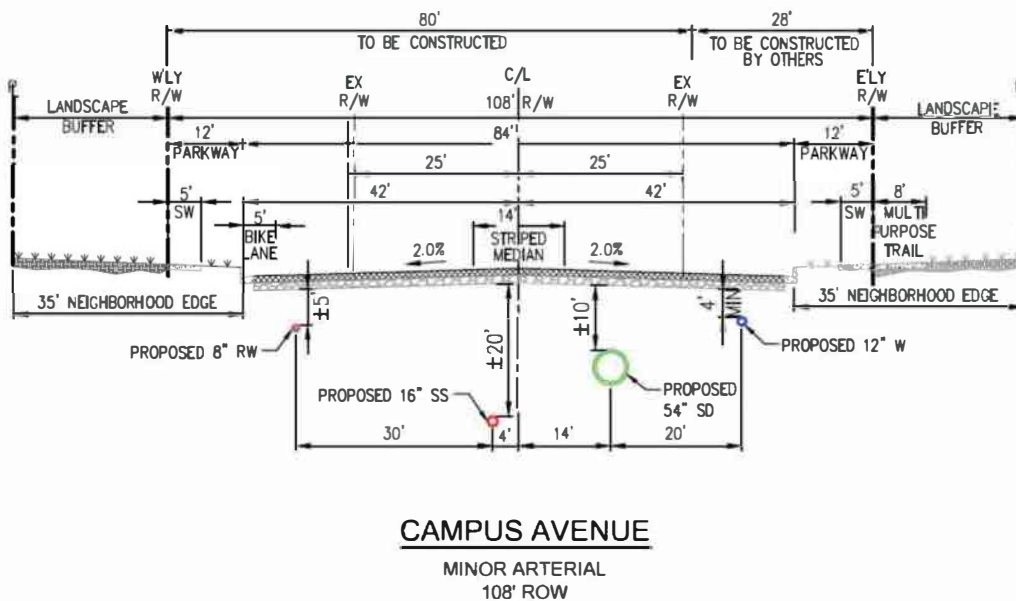 80'
TO BE CONSTRUCTED
28'
TO BE CONSTRUCTED
BY OTHERS
W'LY
R/W
EX
R/W
C/L
108' R/W
EX
R/W
E'LY
R/W
LANDSCAPE
BUFFER
LANDSCAPE
BUFFER
12'
PARKWAY
84'
12'
PARKWAY
25'
25'
5'
SW
42'
42'
5'
SW
8'
MULTI
PURPOSE
TRAIL
5'
BIKE
LANE
14'
STRIPED
MEDIAN
2.0%
2.0%
35' NEIGHBORHOOD EDGE
35' NEIGHBORHOOD EDGE
±5'
±20'
±10'
4'
MIN
PROPOSED 8" RW
PROPOSED 12" W
PROPOSED 16" SS
PROPOSED
54" SD
30'
4'
14'
20'
CAMPUS AVENUE
MINOR ARTERIAL
108' ROW